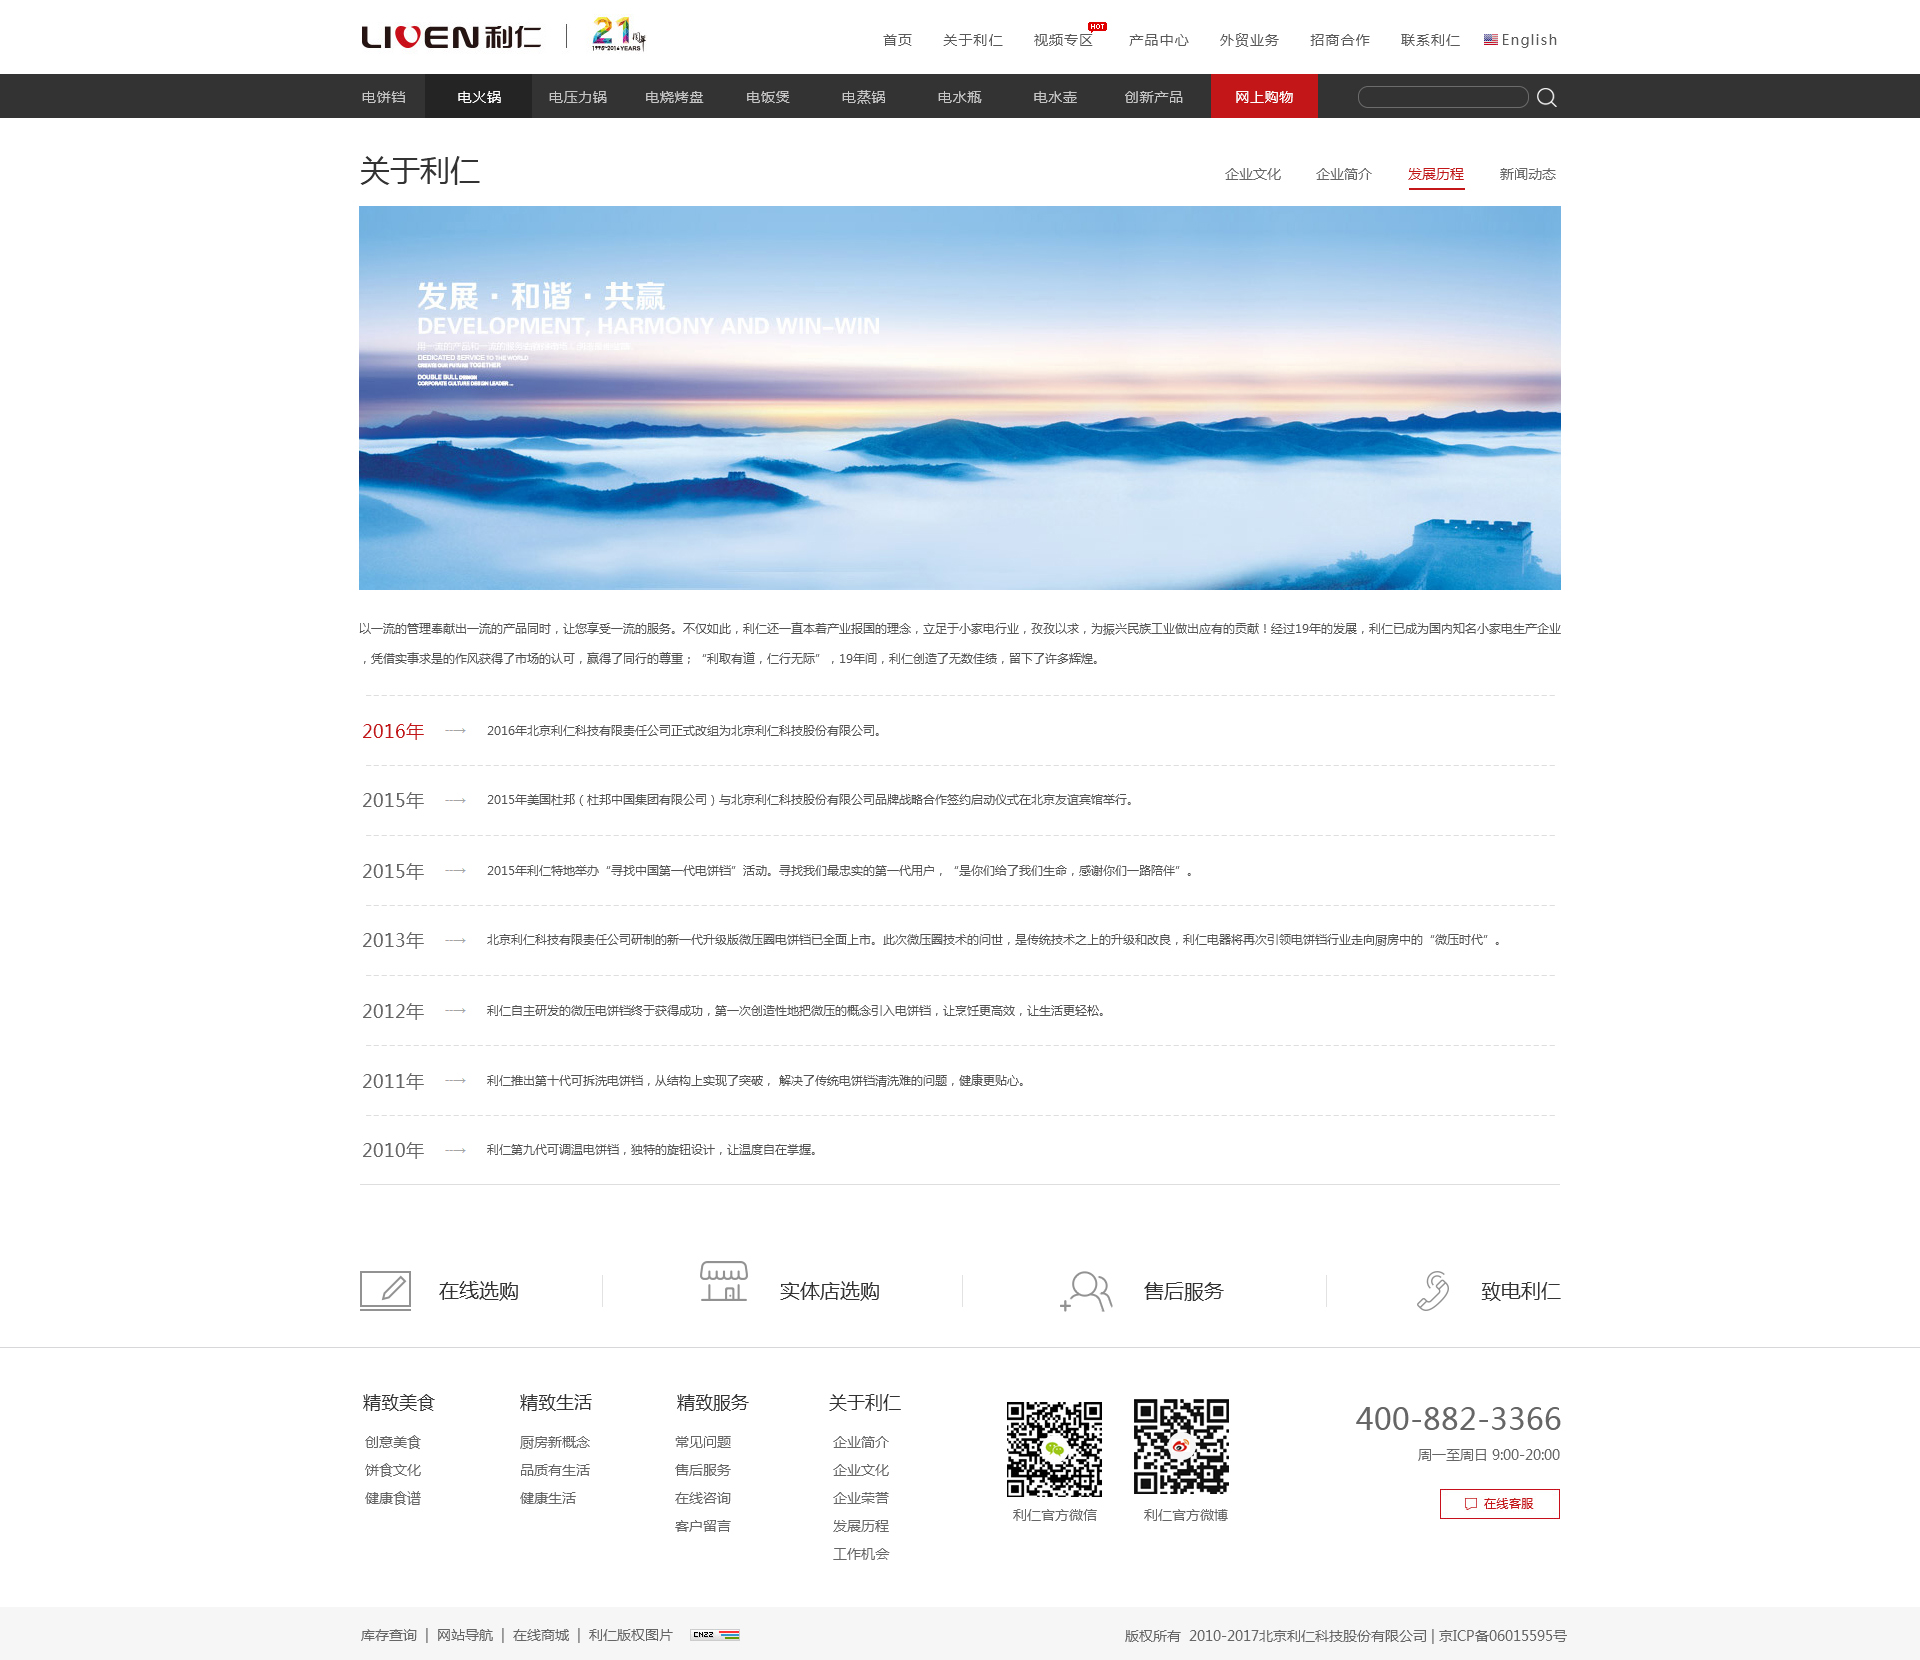 LIVEN利仁
21周年
1995-2016 YEARS
首页 关于利仁 视频专区 HOT 产品中心 外贸业务 招商合作 联系利仁 English
电饼铛 电火锅 电压力锅 电烧烤盘 电饭煲 电蒸锅 电水瓶 电水壶 创新产品 网上购物
关于利仁
企业文化 企业简介 发展历程 新闻动态
发展·和谐·共赢
DEVELOPMENT, HARMONY AND WIN-WIN
DEDICATED SERVICE TO THE WORLD
CREATE OUR FUTURE TOGETHER
DOUBLE BULL DESIGN
CORPORATE CULTURE DESIGN LEADER ...
以一流的管理奉献出一流的产品同时，让您享受一流的服务。不仅如此，利仁还一直本着产业报国的理念，立足于小家电行业，孜孜以求，为振兴民族工业做出应有的贡献！经过19年的发展，利仁已成为国内知名小家电生产企业
，凭借实事求是的作风获得了市场的认可，赢得了同行的尊重；“利取有道，仁行无际”，19年间，利仁创造了无数佳绩，留下了许多辉煌。
2016年 2016年北京利仁科技有限责任公司正式改组为北京利仁科技股份有限公司。
2015年 2015年美国杜邦（杜邦中国集团有限公司）与北京利仁科技股份有限公司品牌战略合作签约启动仪式在北京友谊宾馆举行。
2015年 2015年利仁特地举办“寻找中国第一代电饼铛”活动。寻找我们最忠实的第一代用户，“是你们给了我们生命，感谢你们一路陪伴”。
2013年 北京利仁科技有限责任公司研制的新一代升级版微压圈电饼铛已全面上市。此次微压圈技术的问世，是传统技术之上的升级和改良，利仁电器将再次引领电饼铛行业走向厨房中的“微压时代”。
2012年 利仁自主研发的微压电饼铛终于获得成功，第一次创造性地把微压的概念引入电饼铛，让烹饪更高效，让生活更轻松。
2011年 利仁推出第十代可拆洗电饼铛，从结构上实现了突破， 解决了传统电饼铛清洗难的问题，健康更贴心。
2010年 利仁第九代可调温电饼铛，独特的旋钮设计，让温度自在掌握。
在线选购 实体店选购 售后服务 致电利仁
精致美食 精致生活 精致服务 关于利仁
创意美食 厨房新概念 常见问题 企业简介
饼食文化 品质有生活 售后服务 企业文化
健康食谱 健康生活 在线咨询 企业荣誉
客户留言 发展历程
工作机会
利仁官方微信 利仁官方微博
400-882-3366
周一至周日 9:00-20:00
在线客服
库存查询 | 网站导航 | 在线商城 | 利仁版权图片 CNZZ
版权所有 2010-2017北京利仁科技股份有限公司 | 京ICP备06015595号